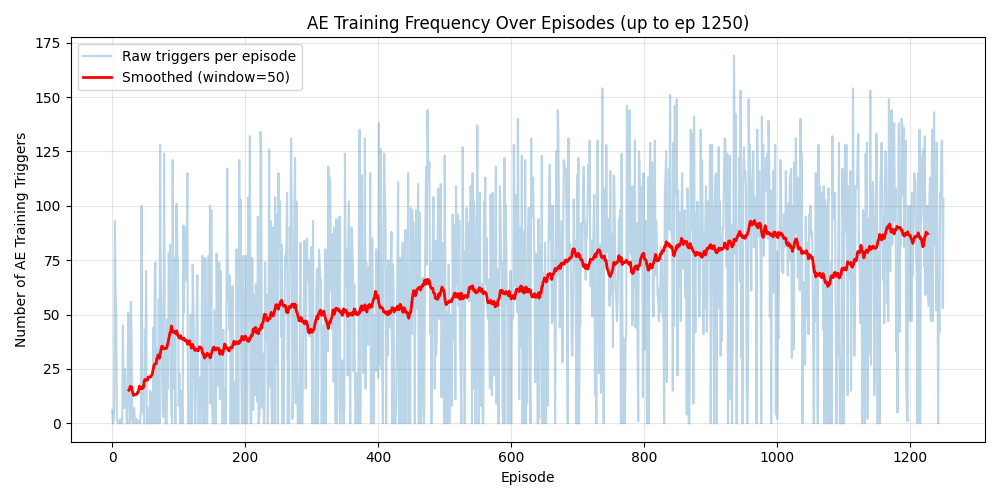 AE Training Frequency Over Episodes (up to ep 1250)
Raw triggers per episode
Smoothed (window=50)
Number of AE Training Triggers
175
150
125
100
75
50
25
0
0 200 400 600 800 1000 1200
Episode